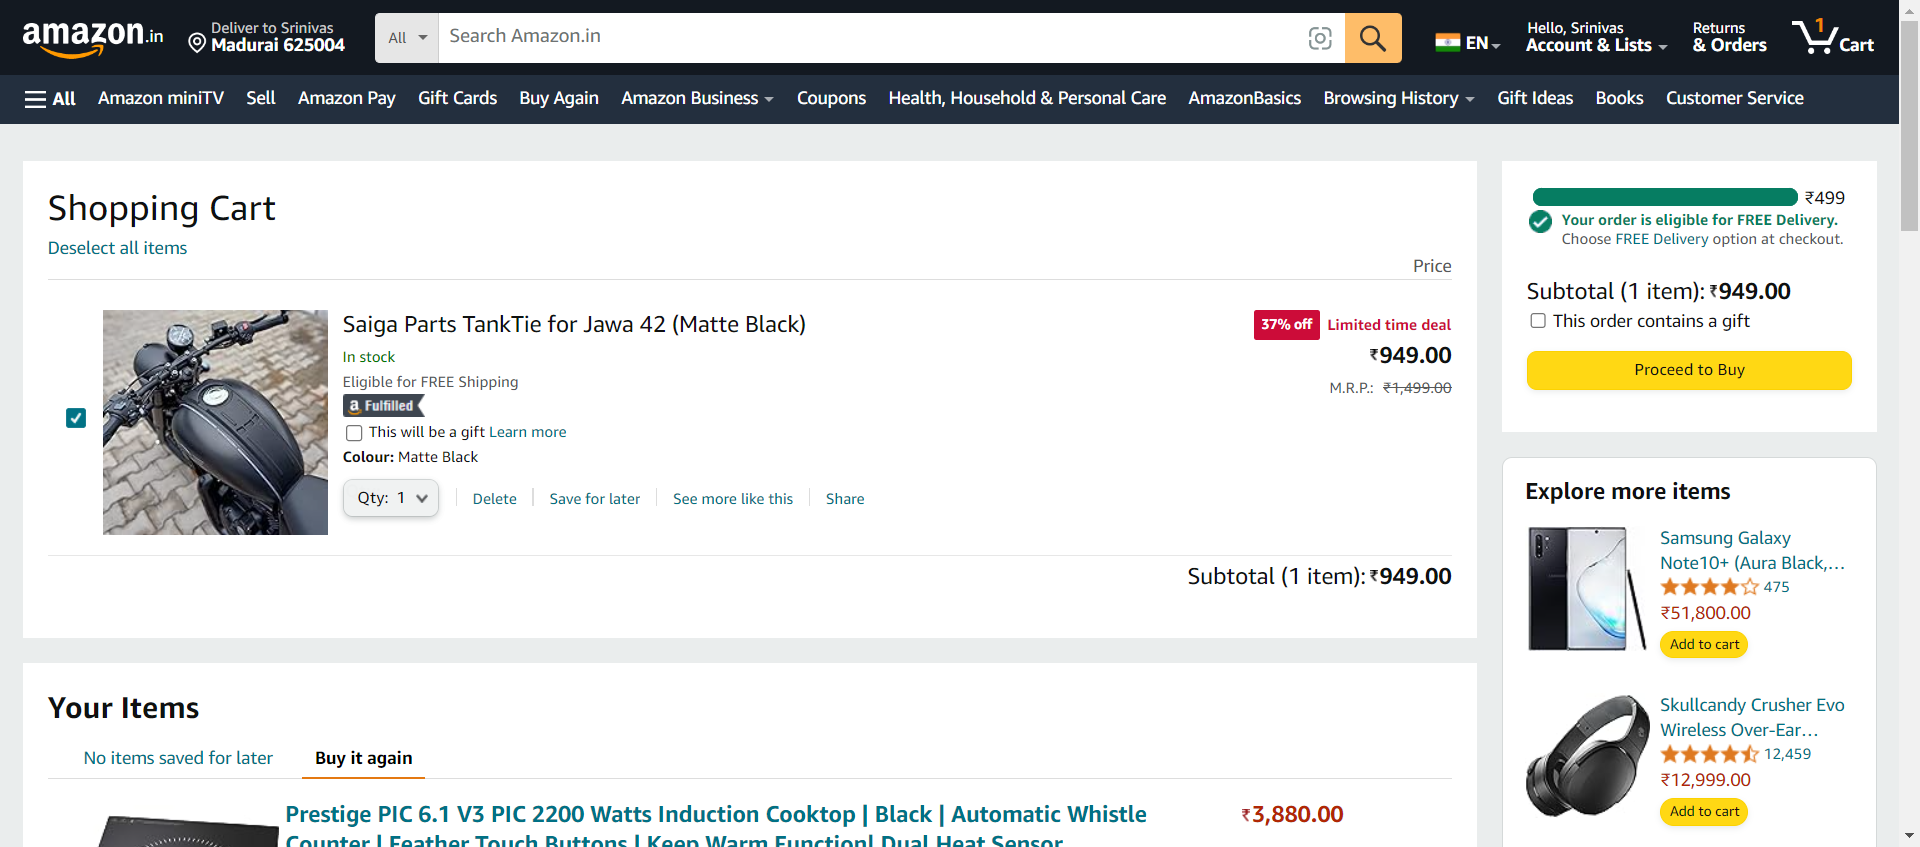 amazon.in
Deliver to Srinivas
Madurai 625004
All
Search Amazon.in
EN
Hello, Srinivas
Account & Lists
Returns
& Orders
1
Cart
All
Amazon miniTV
Sell
Amazon Pay
Gift Cards
Buy Again
Amazon Business
Coupons
Health, Household & Personal Care
AmazonBasics
Browsing History
Gift Ideas
Books
Customer Service
Shopping Cart
Deselect all items
Price
Saiga Parts TankTie for Jawa 42 (Matte Black)
In stock
Eligible for FREE Shipping
a Fulfilled
This will be a gift Learn more
Colour: Matte Black
Qty: 1
Delete
Save for later
See more like this
Share
37% off
Limited time deal
₹949.00
M.R.P.: ₹1,499.00
Subtotal (1 item): ₹949.00
Your Items
No items saved for later
Buy it again
Prestige PIC 6.1 V3 PIC 2200 Watts Induction Cooktop | Black | Automatic Whistle
Counter | Feather Touch Buttons | Keep Warm Function| Dual Heat Sensor
₹3,880.00
₹499
Your order is eligible for FREE Delivery.
Choose FREE Delivery option at checkout.
Subtotal (1 item): ₹949.00
This order contains a gift
Proceed to Buy
Explore more items
Samsung Galaxy
Note10+ (Aura Black,...
475
₹51,800.00
Add to cart
Skullcandy Crusher Evo
Wireless Over-Ear...
12,459
₹12,999.00
Add to cart